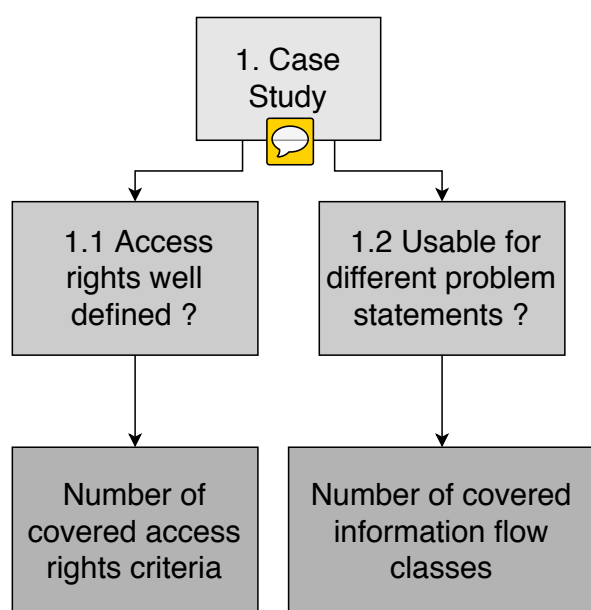 1. Case
Study
1.1 Access
rights well
defined ?
1.2 Usable for
different problem
statements ?
Number of
covered access
rights criteria
Number of covered
information flow
classes